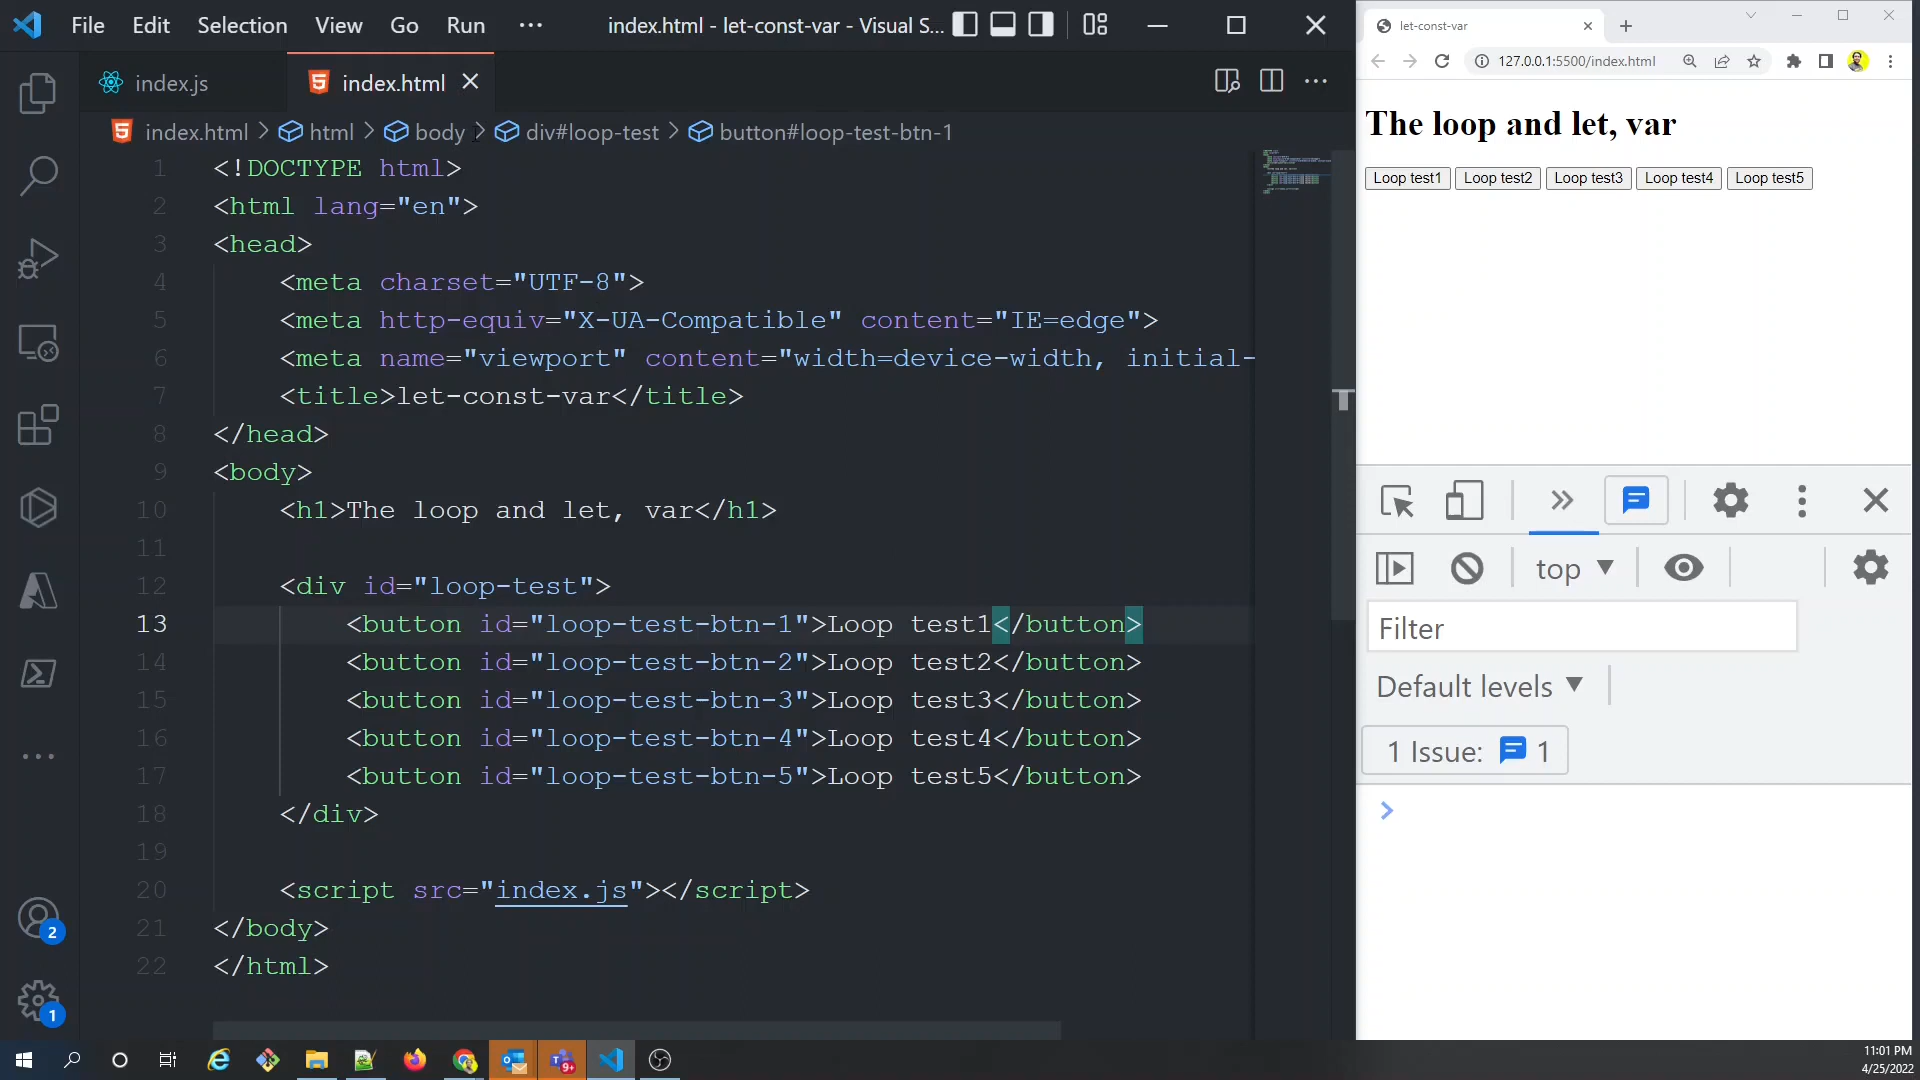 File Edit Selection View Go Run ··· index.html - let-const-var - Visual S...
index.js index.html
index.html > html > body > div#loop-test > button#loop-test-btn-1
1 <!DOCTYPE html>
2 <html lang="en">
3 <head>
4 <meta charset="UTF-8">
5 <meta http-equiv="X-UA-Compatible" content="IE=edge">
6 <meta name="viewport" content="width=device-width, initial-
7 <title>let-const-var</title>
8 </head>
9 <body>
10 <h1>The loop and let, var</h1>
11
12 <div id="loop-test">
13 <button id="loop-test-btn-1">Loop test1</button>
14 <button id="loop-test-btn-2">Loop test2</button>
15 <button id="loop-test-btn-3">Loop test3</button>
16 <button id="loop-test-btn-4">Loop test4</button>
17 <button id="loop-test-btn-5">Loop test5</button>
18 </div>
19
20 <script src="index.js"></script>
21 </body>
22 </html>
2
1
let-const-var
127.0.0.1:5500/index.html
The loop and let, var
Loop test1 Loop test2 Loop test3 Loop test4 Loop test5
top
Filter
Default levels
1 Issue: 1
9+
11:01 PM
4/25/2022